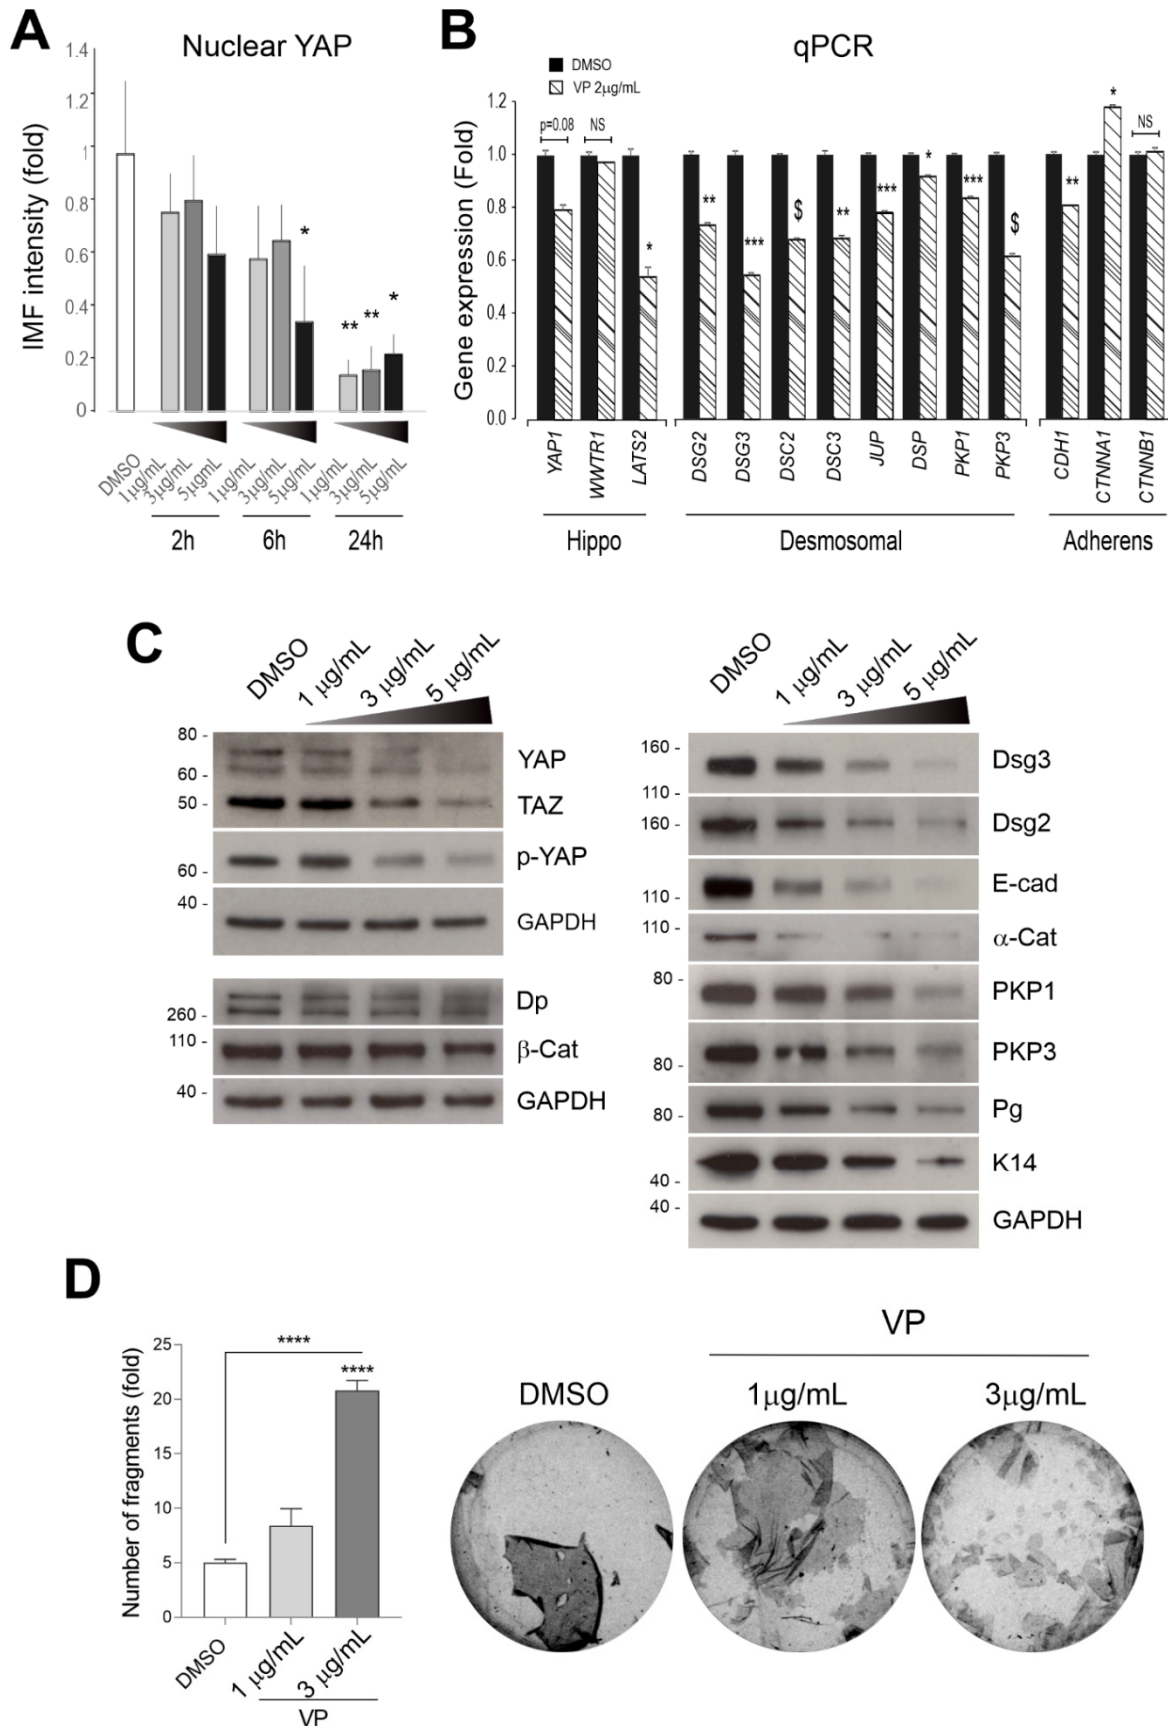 A
Nuclear YAP
IMF intensity (fold)
1.4
1.2
1
0.8
0.6
0.4
0.2
0
*
** ** *
DMSO
1μg/mL
3μg/mL
5μgmL
1μg/mL
3μg/mL
5μg/mL
1μg/mL
3μg/mL
5μg/mL
2h 6h 24h
B
qPCR
DMSO
VP 2μg/mL
Gene expression (Fold)
1.2
1.0
0.8
0.6
0.4
0.2
0.0
p=0.08 NS * ** *** $ ** *** * *** $ ** * NS
YAP1
WWTR1
LATS2
DSG2
DSG3
DSC2
DSC3
JUP
DSP
PKP1
PKP3
CDH1
CTNNA1
CTNNB1
Hippo Desmosomal Adherens
C
DMSO
1 μg/mL
3 μg/mL
5 μg/mL
80 -
60 -
50 -
YAP
TAZ
60 -
p-YAP
40 -
GAPDH
260 -
Dp
110 -
β-Cat
40 -
GAPDH
DMSO
1 μg/mL
3 μg/mL
5 μg/mL
160 -
110 -
Dsg3
160 -
Dsg2
110 -
E-cad
110 -
α-Cat
80 -
PKP1
80 -
PKP3
80 -
Pg
40 -
K14
40 -
GAPDH
D
Number of fragments (fold)
25
20
15
10
5
0
****
****
DMSO
1 μg/mL
3 μg/mL
VP
VP
DMSO
1μg/mL
3μg/mL